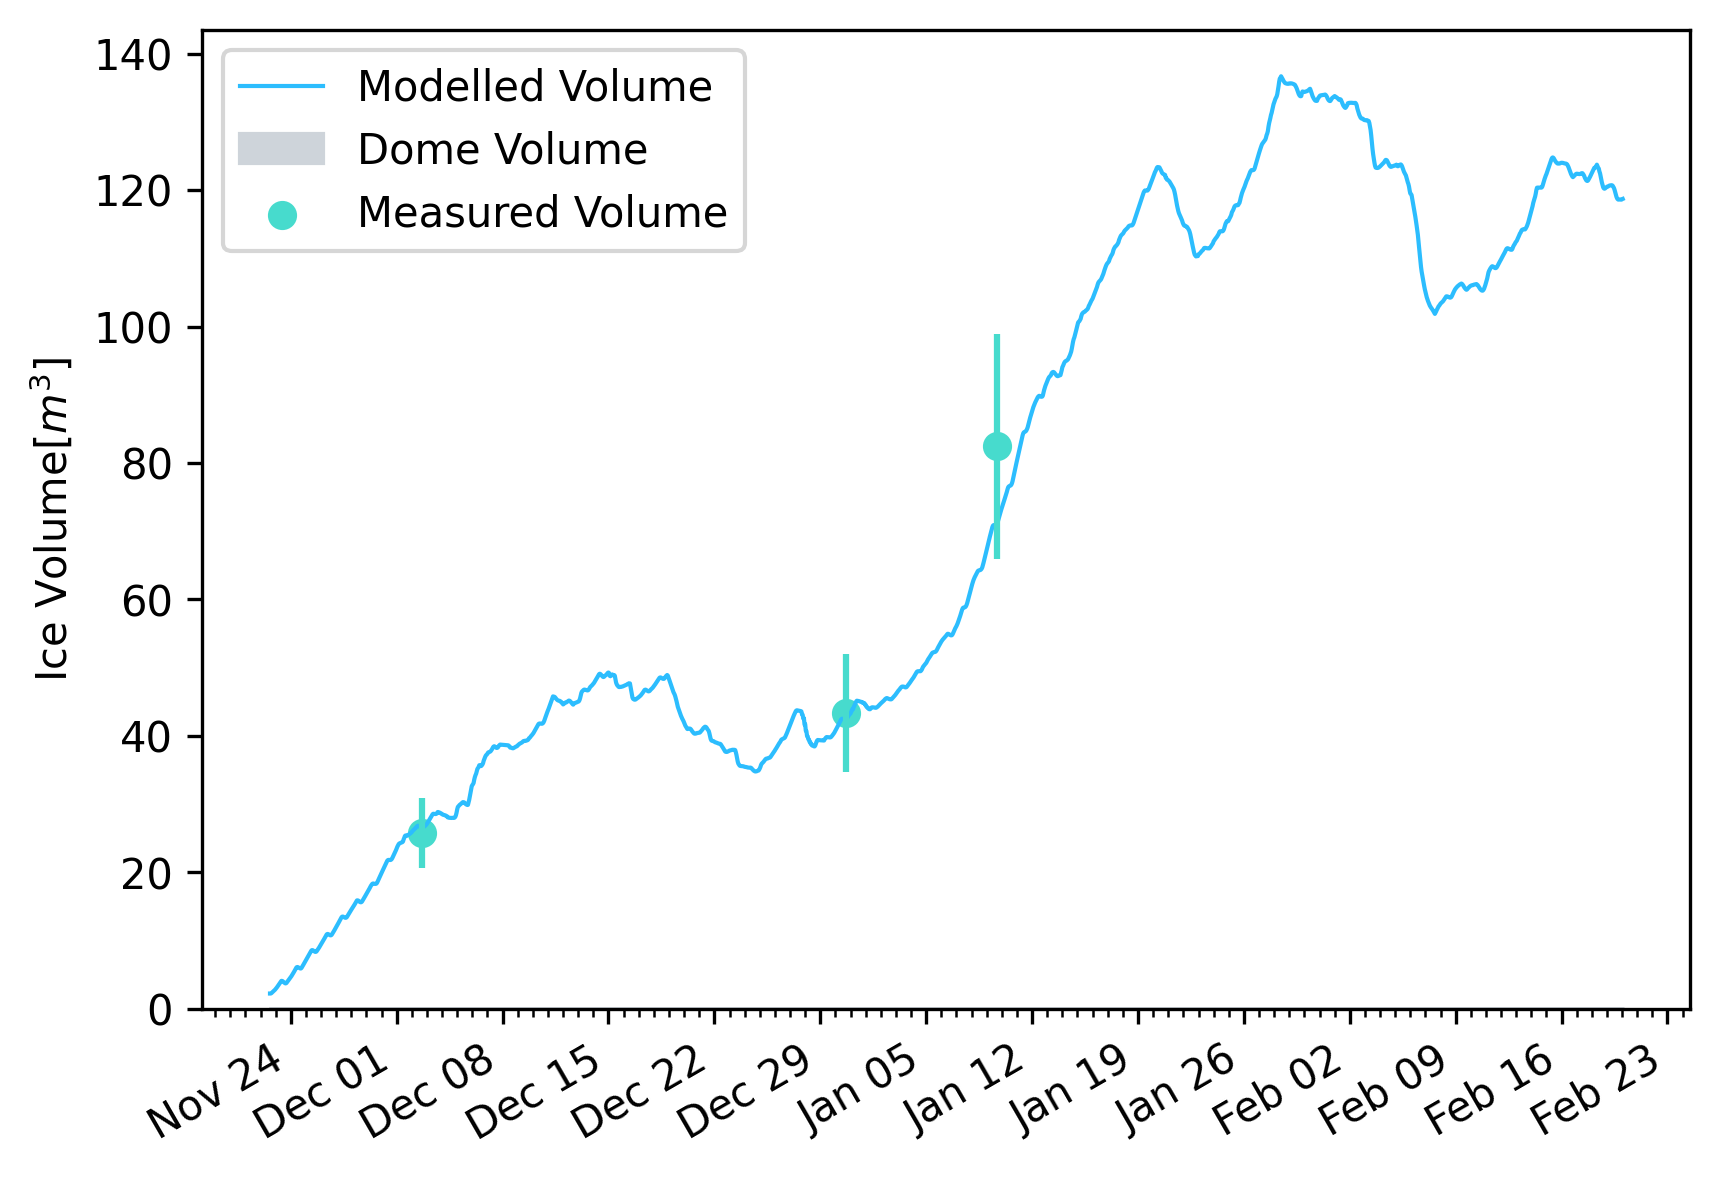 140
120
100
80
60
40
20
0
Ice Volume[m³]
Modelled Volume
Dome Volume
Measured Volume
Nov 24
Dec 01
Dec 08
Dec 15
Dec 22
Dec 29
Jan 05
Jan 12
Jan 19
Jan 26
Feb 02
Feb 09
Feb 16
Feb 23